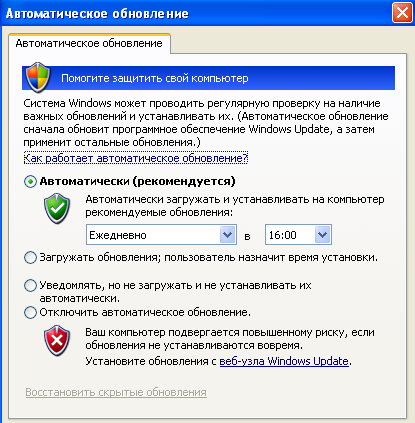 Автоматическое обновление
Автоматическое обновление
Помогите защитить свой компьютер
Система Windows может проводить регулярную проверку на наличие
важных обновлений и устанавливать их. (Автоматическое обновление
сначала обновит программное обеспечение Windows Update, а затем
применит остальные обновления.)
Как работает автоматическое обновление?
Автоматически (рекомендуется)
Автоматически загружать и устанавливать на компьютер
рекомендуемые обновления:
Ежедневно в 16:00
Загружать обновления; пользователь назначит время установки.
Уведомлять, но не загружать и не устанавливать их
автоматически.
Отключить автоматическое обновление.
Ваш компьютер подвергается повышенному риску, если
обновления не устанавливаются вовремя.
Установите обновления с веб-узла Windows Update.
Восстановить скрытые обновления